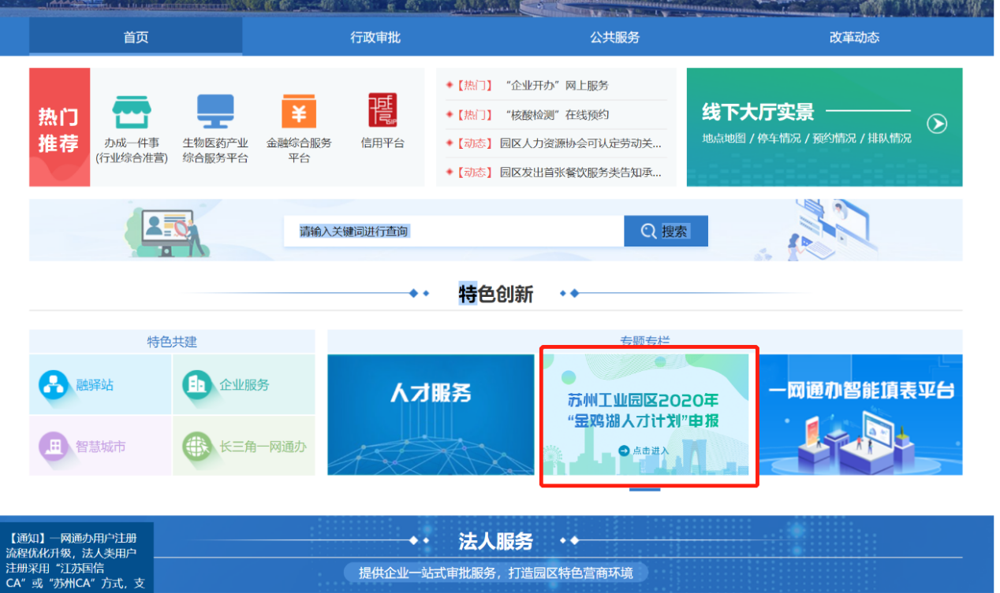 首页
行政审批
公共服务
改革动态
热门
推荐
办成一件事
(行业综合准营)
生物医药产业
综合服务平台
金融综合服务
平台
诚信
SIP
信用平台
【热门】 “企业开办”网上服务
【热门】 “核酸检测”在线预约
【动态】 园区人力资源协会可认定劳动关...
【动态】 园区发出首张餐饮服务类告知承...
线下大厅实景
地点地图 / 停车情况 / 预约情况 / 排队情况
请输入关键词进行查询
搜索
特色创新
特色共建
融驿站
企业服务
智慧城市
长三角一网通办
专题专栏
人才服务
苏州工业园区2020年
“金鸡湖人才计划”申报
点击进入
一网通办智能填表平台
法人服务
提供企业一站式审批服务，打造园区特色营商环境
【通知】一网通办用户注册
流程优化升级，法人类用户
注册采用“江苏国信
CA”或“苏州CA”方式，支